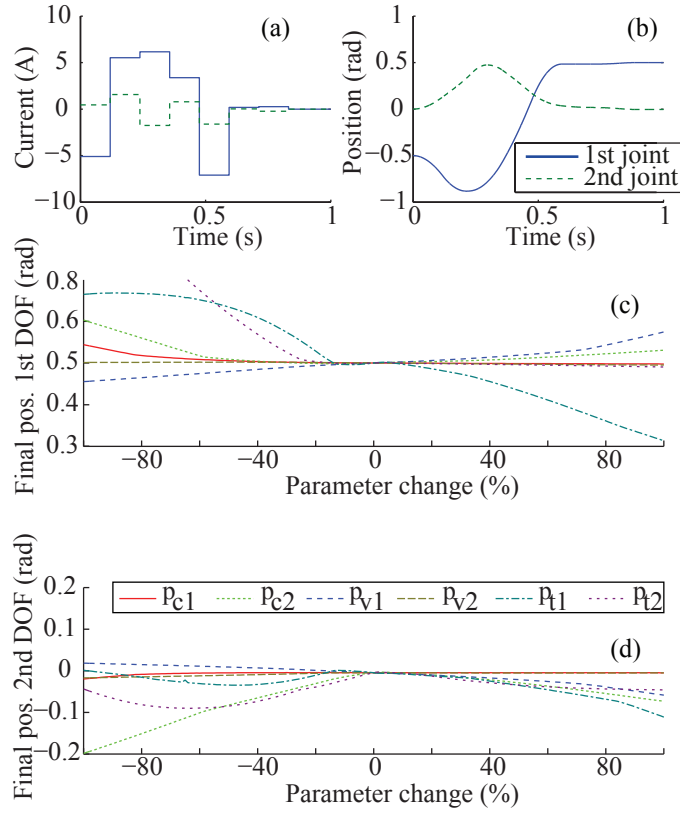 (a)
Current (A)
10
5
0
−5
−10
0
0.5
1
Time (s)
(b)
Position (rad)
1
0.5
0
−0.5
−1
0
0.5
1
Time (s)
1st joint
2nd joint
(c)
Final pos. 1st DOF (rad)
0.8
0.6
0.5
0.4
0.3
−80
−40
0
40
80
Parameter change (%)
(d)
Final pos. 2nd DOF (rad)
0.2
0.1
0
−0.1
−0.2
pc1 pc2 pv1 pv2 pt1 pt2
−80
−40
0
40
80
Parameter change (%)